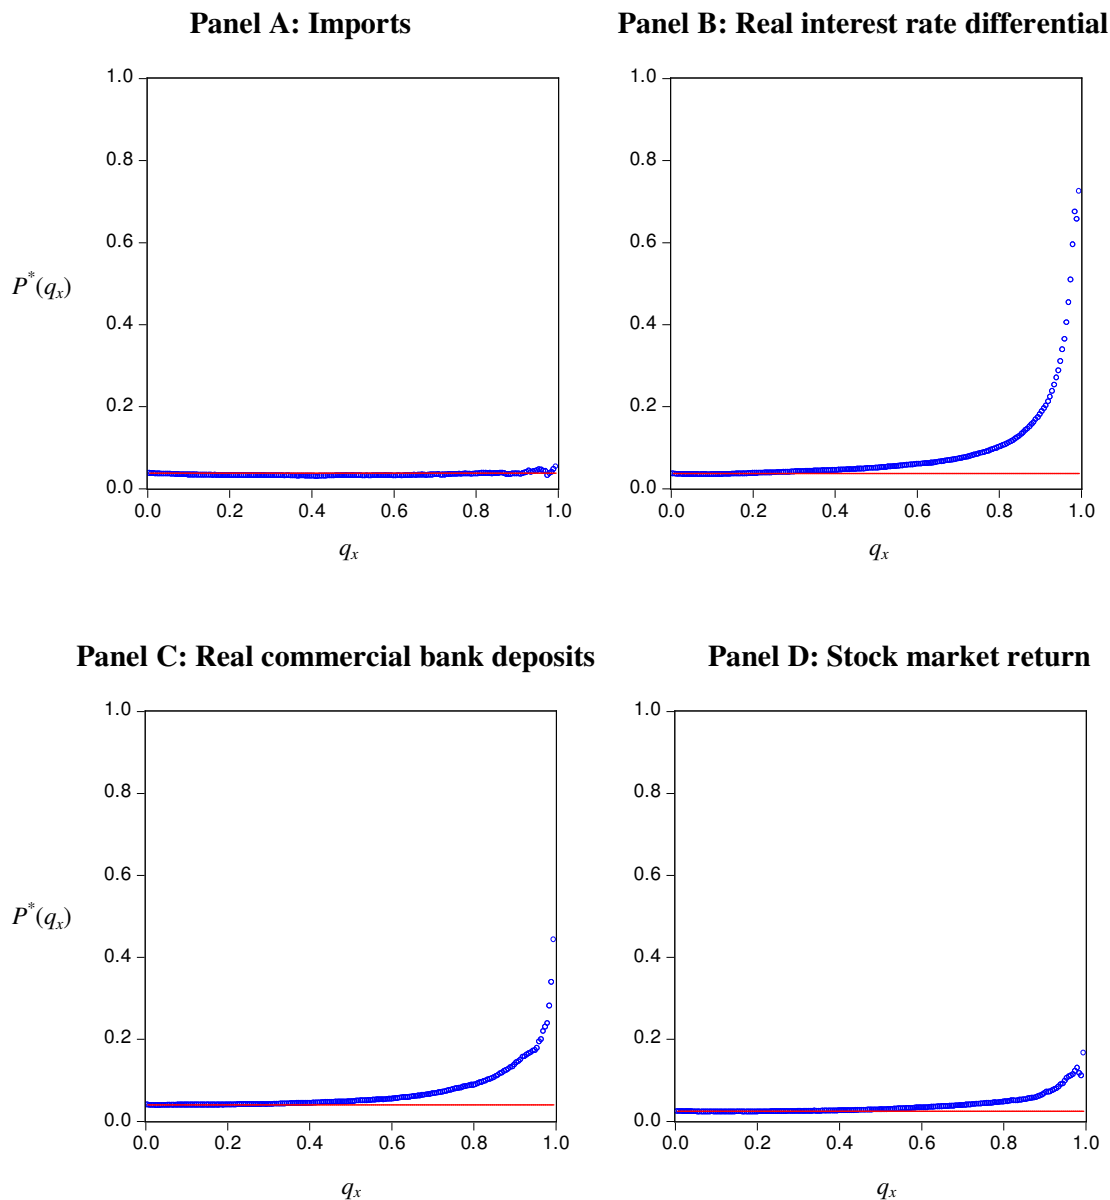 Panel A: Imports
Panel B: Real interest rate differential
1.0
0.8
0.6
0.4
0.2
0.0
P*(qx)
0.0 0.2 0.4 0.6 0.8 1.0
qx
1.0
0.8
0.6
0.4
0.2
0.0
0.0 0.2 0.4 0.6 0.8 1.0
qx
Panel C: Real commercial bank deposits
Panel D: Stock market return
1.0
0.8
0.6
0.4
0.2
0.0
P*(qx)
0.0 0.2 0.4 0.6 0.8 1.0
qx
1.0
0.8
0.6
0.4
0.2
0.0
0.0 0.2 0.4 0.6 0.8 1.0
qx